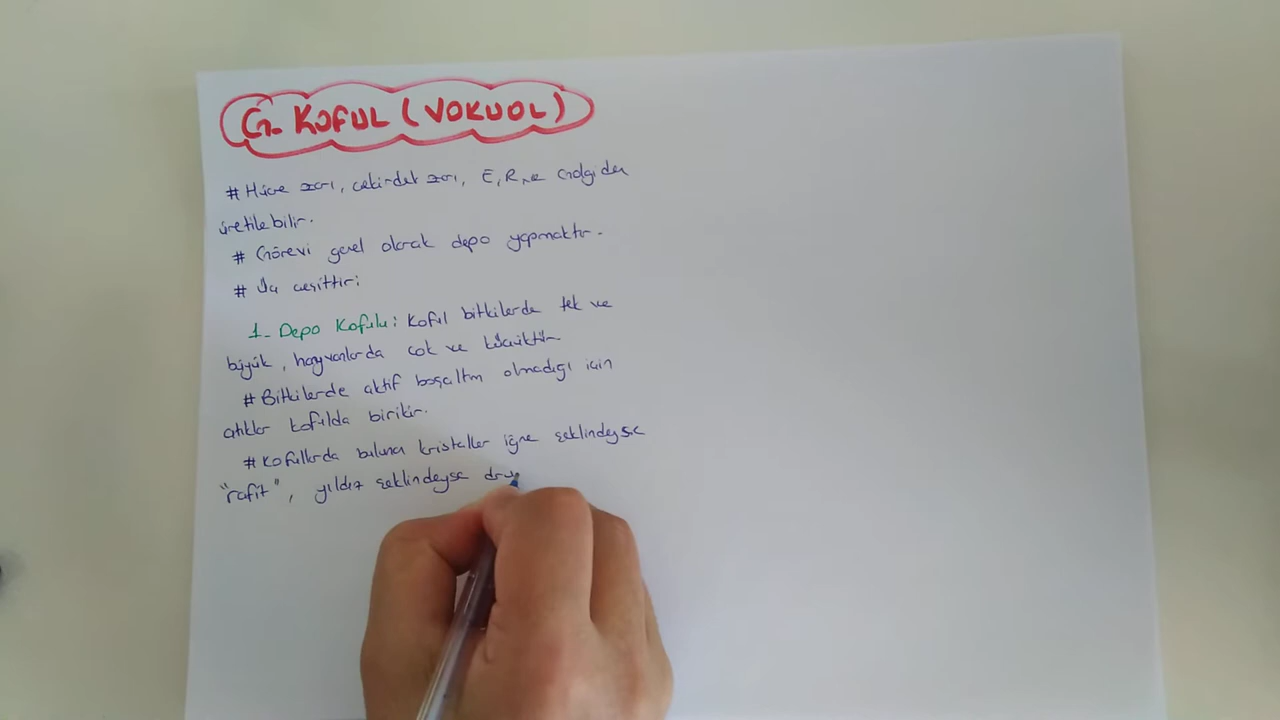 G- KOFUL (VOKUOL)
# Hücre zarı, çekirdek zarı, E,R, ve Golgiden
üretilebilir.
# Görevi genel olarak depo yapmaktır.
# Üç çeşittir:
1- Depo Kofulu: Koful bitkilerde tek ve
büyük, hayvanlarda çok ve küçüktür.
# Bitkilerde aktif boşaltım olmadığı için
atıklar kofulda birikir.
# Kofullarda bulunan kristaller iğne şeklindeyse
"rafit", yıldız şeklindeyse dru